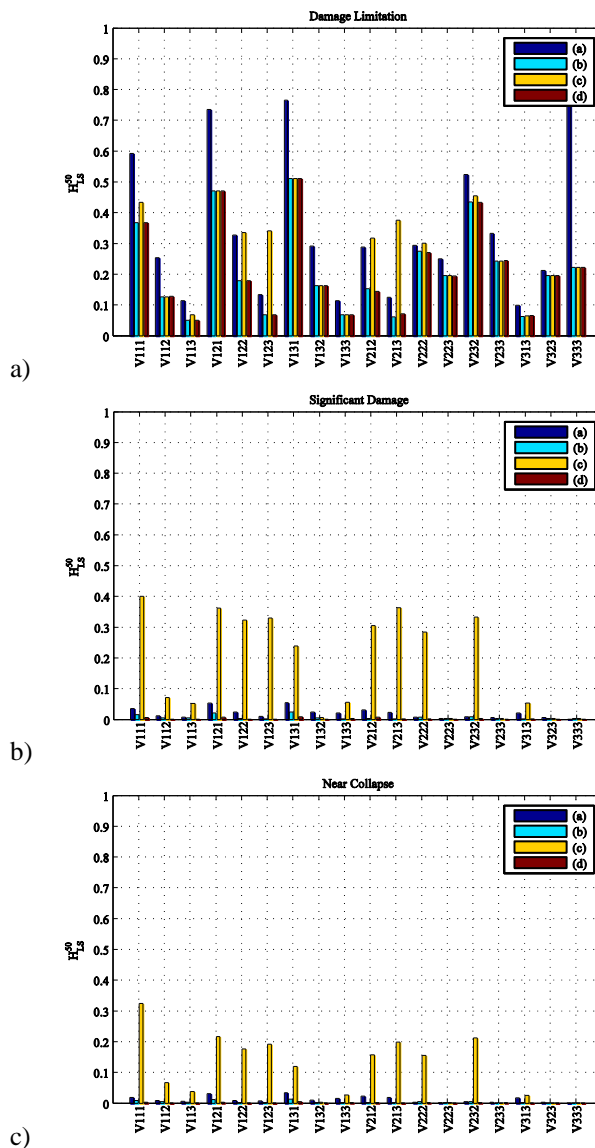 Damage Limitation
1
0.9
0.8
0.7
0.6
0.5
0.4
0.3
0.2
0.1
0
H_LS^50
(a)
(b)
(c)
(d)
V111
V112
V113
V121
V122
V123
V131
V132
V133
V212
V213
V222
V223
V232
V233
V313
V323
V333
a)
Significant Damage
1
0.9
0.8
0.7
0.6
0.5
0.4
0.3
0.2
0.1
0
H_LS^50
(a)
(b)
(c)
(d)
V111
V112
V113
V121
V122
V123
V131
V132
V133
V212
V213
V222
V223
V232
V233
V313
V323
V333
b)
Near Collapse
1
0.9
0.8
0.7
0.6
0.5
0.4
0.3
0.2
0.1
0
H_LS^50
(a)
(b)
(c)
(d)
V111
V112
V113
V121
V122
V123
V131
V132
V133
V212
V213
V222
V223
V232
V233
V313
V323
V333
c)